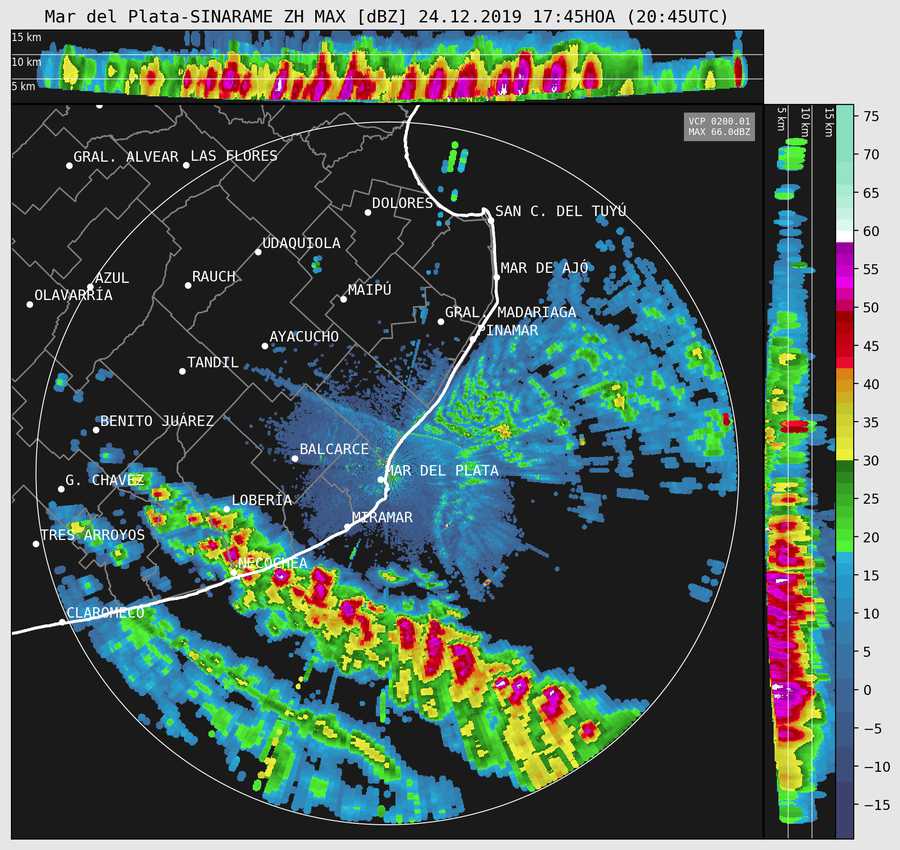 Mar del Plata-SINARAME ZH MAX [dBZ] 24.12.2019 17:45HOA (20:45UTC)
15 km
10 km
5 km
5 km
10 km
15 km
VCP 0200.01
MAX 66.0dBZ
GRAL. ALVEAR
LAS FLORES
DOLORES
SAN C. DEL TUYÚ
UDAQUIOLA
MAR DE AJÓ
AZUL
RAUCH
OLAVARRÍA
MAIPÚ
GRAL. MADARIAGA
PINAMAR
AYACUCHO
TANDIL
BENITO JUÁREZ
BALCARCE
MAR DEL PLATA
G. CHAVEZ
LOBERÍA
MIRAMAR
TRES ARROYOS
NECOCHEA
CLAROMECÓ
75
70
65
60
55
50
45
40
35
30
25
20
15
10
5
0
−5
−10
−15